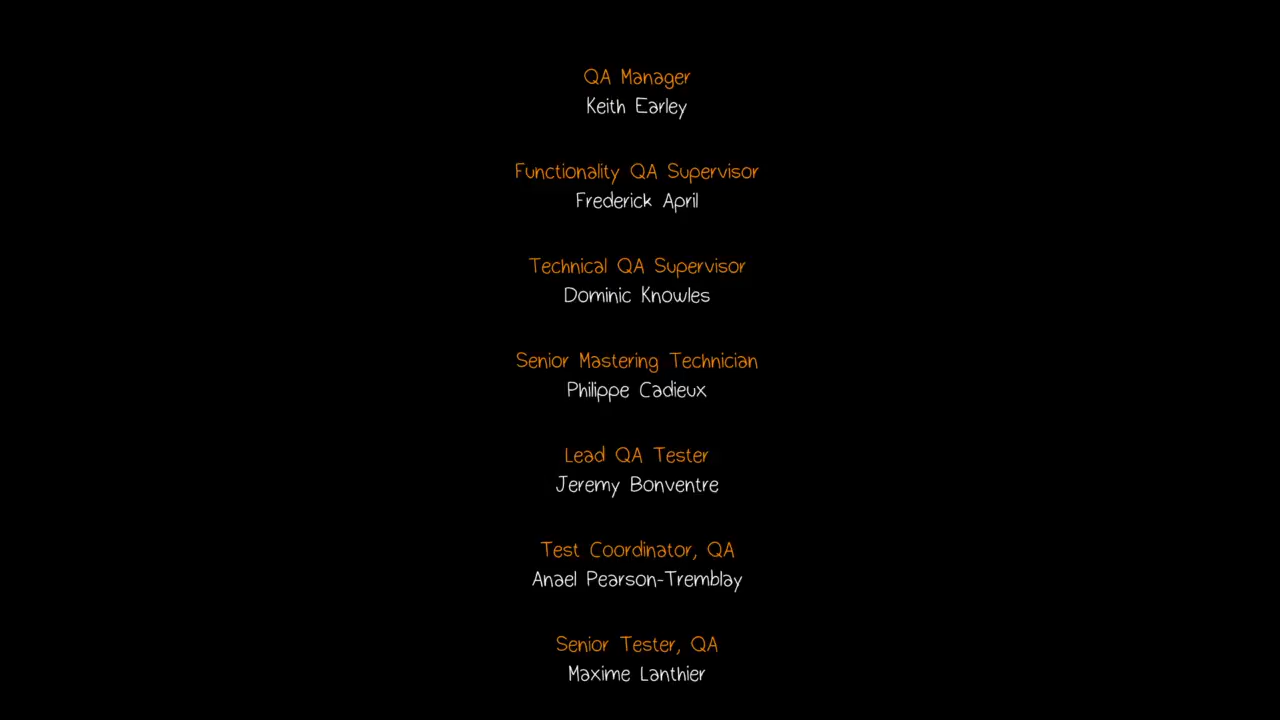 QA Manager
Keith Earley
Functionality QA Supervisor
Frederick April
Technical QA Supervisor
Dominic Knowles
Senior Mastering Technician
Philippe Cadieux
Lead QA Tester
Jeremy Bonventre
Test Coordinator, QA
Anael Pearson-Tremblay
Senior Tester, QA
Maxime Lanthier